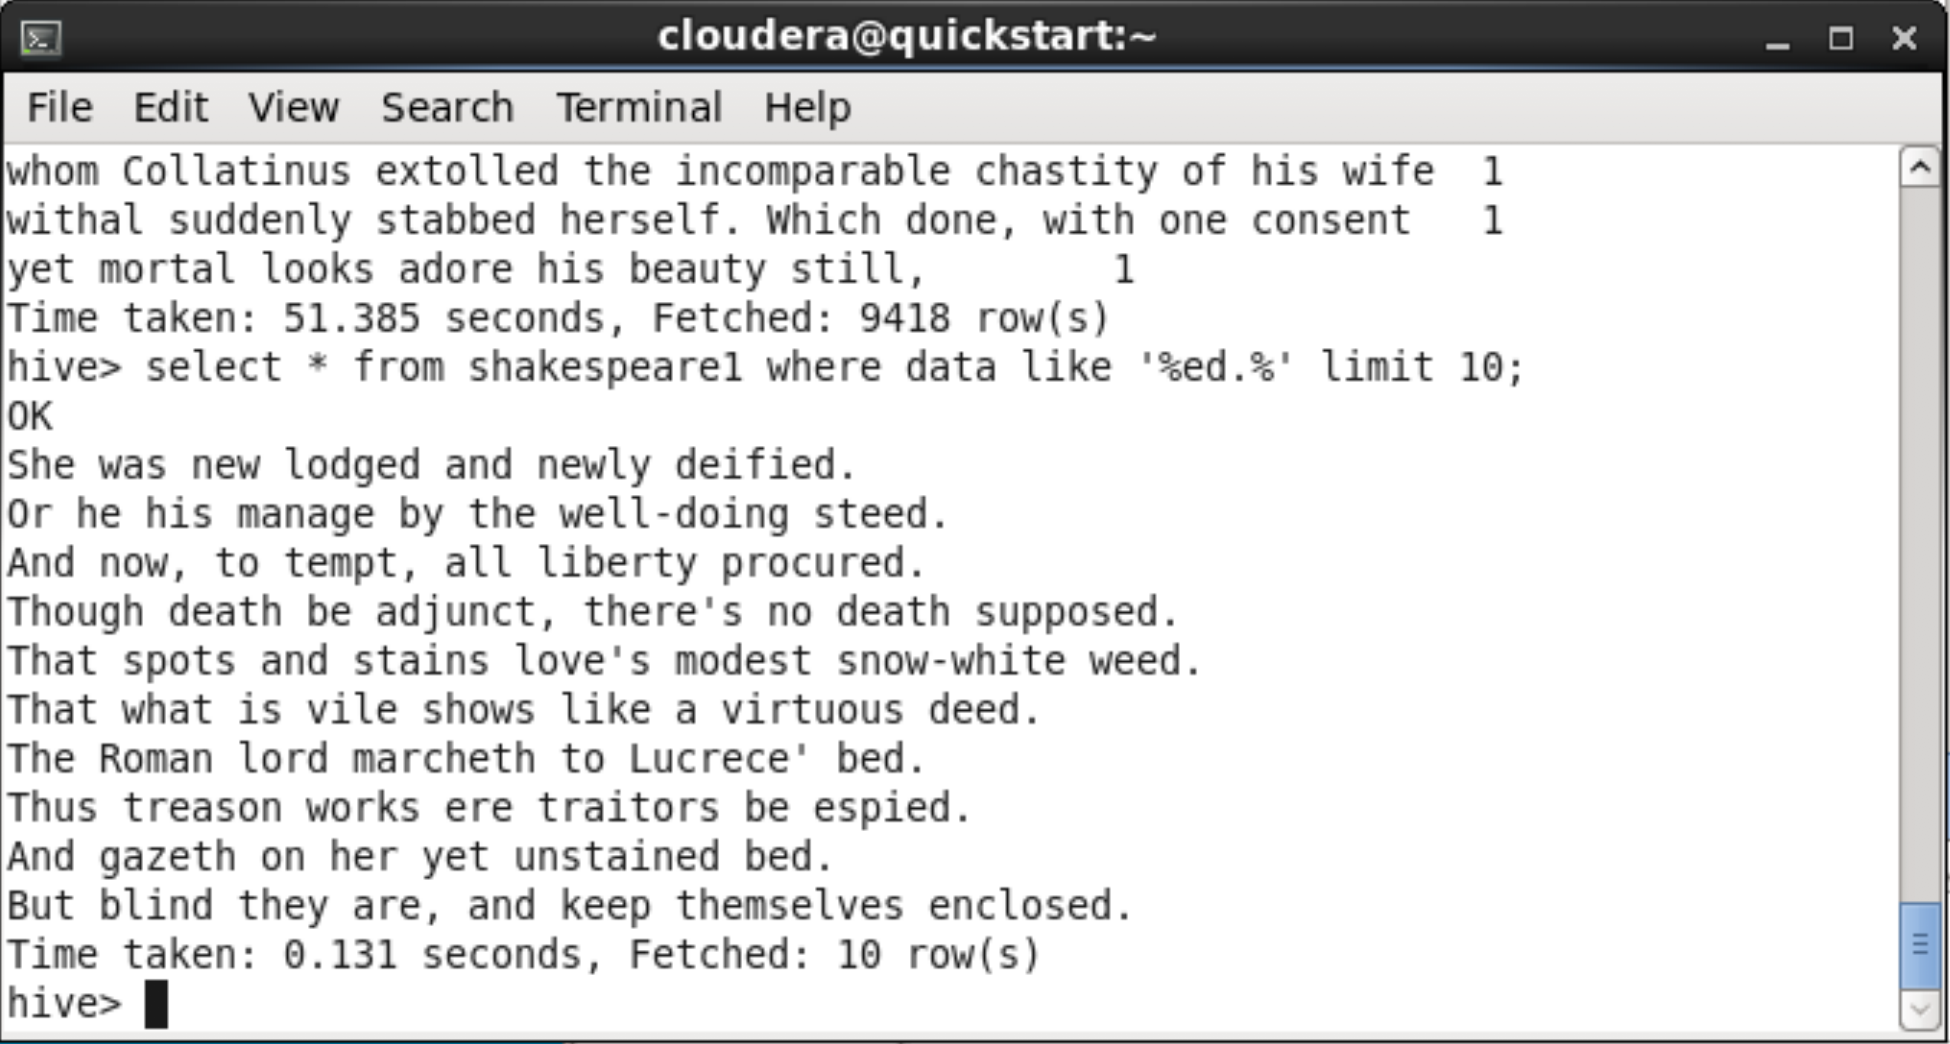 cloudera@quickstart:~
File Edit View Search Terminal Help
whom Collatinus extolled the incomparable chastity of his wife 1
withal suddenly stabbed herself. Which done, with one consent 1
yet mortal looks adore his beauty still, 1
Time taken: 51.385 seconds, Fetched: 9418 row(s)
hive> select * from shakespeare1 where data like '%ed.%' limit 10;
OK
She was new lodged and newly deified.
Or he his manage by the well-doing steed.
And now, to tempt, all liberty procured.
Though death be adjunct, there's no death supposed.
That spots and stains love's modest snow-white weed.
That what is vile shows like a virtuous deed.
The Roman lord marcheth to Lucrece' bed.
Thus treason works ere traitors be espied.
And gazeth on her yet unstained bed.
But blind they are, and keep themselves enclosed.
Time taken: 0.131 seconds, Fetched: 10 row(s)
hive>